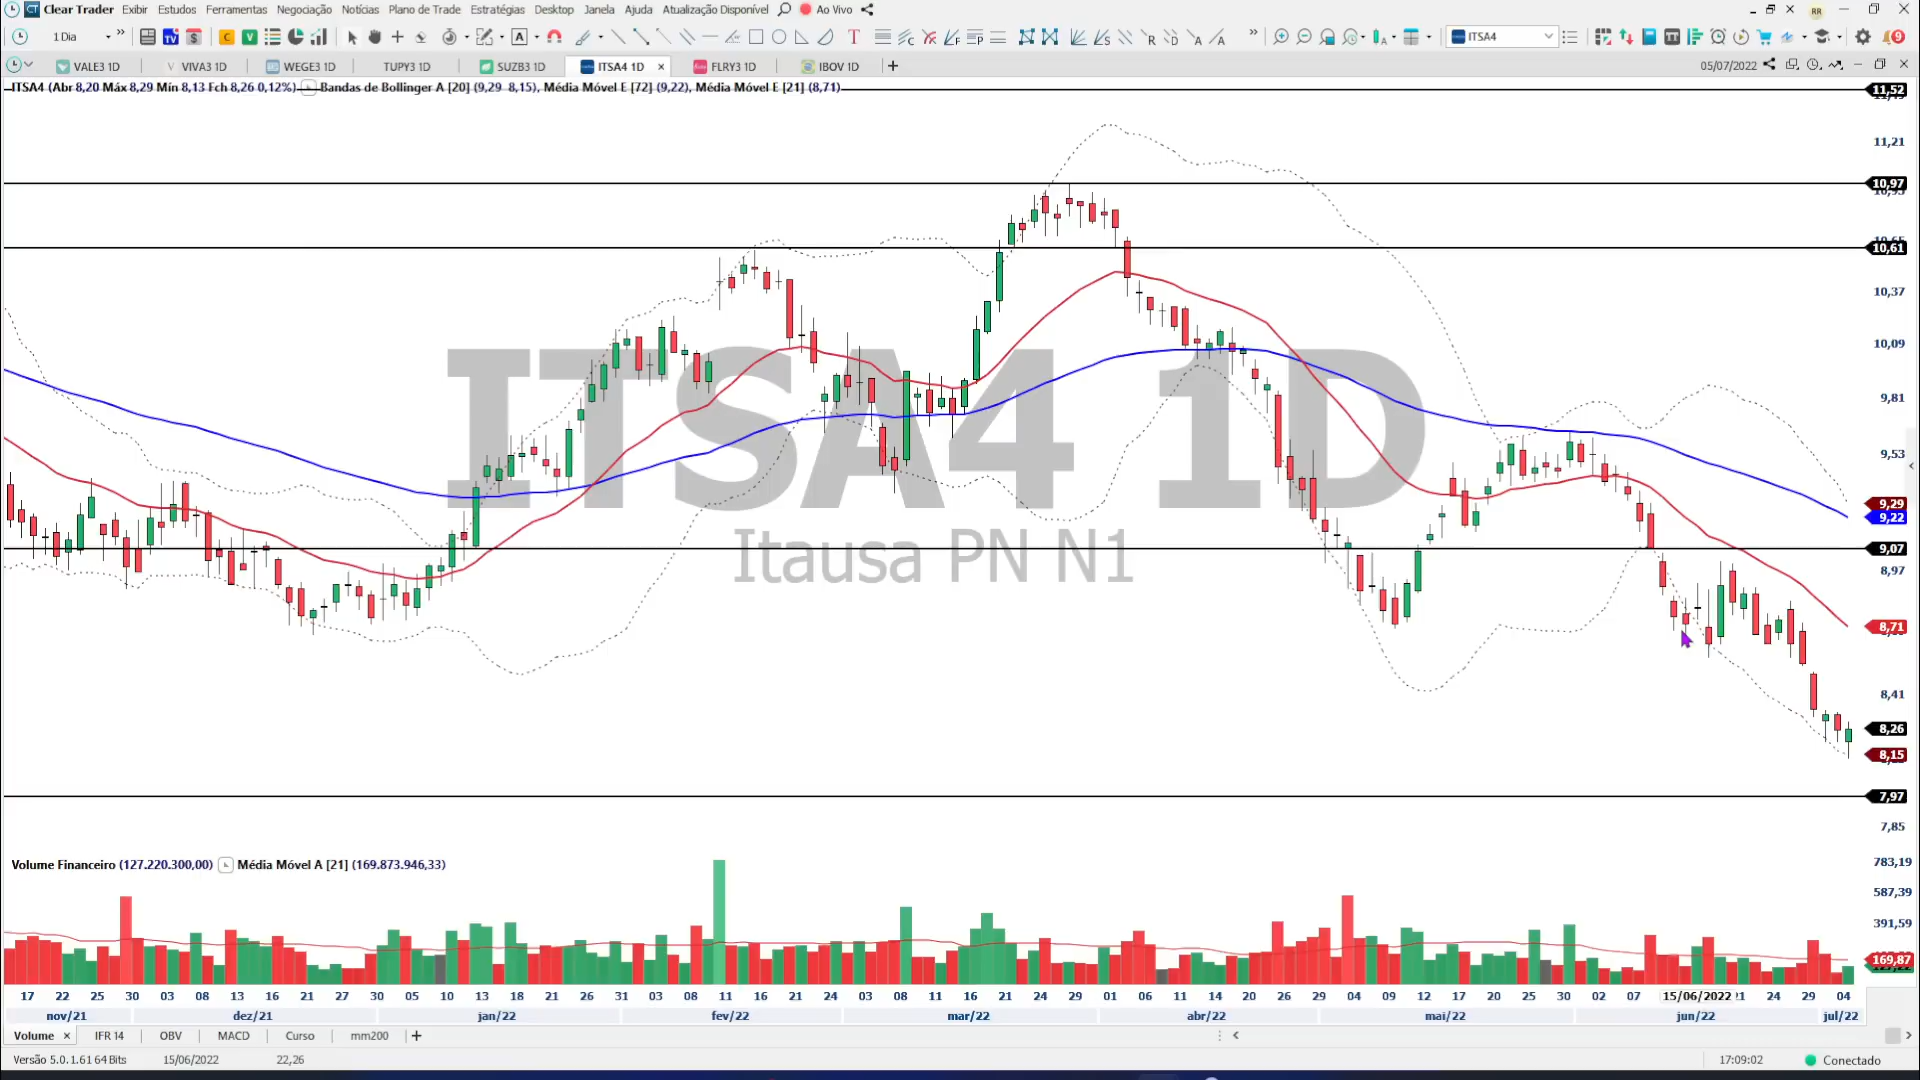 CT Clear Trader Exibir Estudos Ferramentas Negociação Notícias Plano de Trade Estratégias Desktop Janela Ajuda Atualização Disponível Ao Vivo RR
1 Dia ITSA4 9
VALE3 1D VIVA3 1D WEGE3 1D TUPY3 1D SUZB3 1D ITSA4 1D FLRY3 1D IBOV 1D 05/07/2022
ITSA4 (Abr 8,20 Máx 8,29 Mín 8,13 Fch 8,26 0,12%) Bandas de Bollinger A [20] (9,29 8,15), Média Móvel E [72] (9,22), Média Móvel E [21] (8,71)
11,52
11,21
10,97
10,61
10,37
10,09
9,81
9,53
9,29
9,22
9,07
8,97
8,71
8,41
8,26
8,15
7,97
7,85
ITSA4 1D
Itausa PN N1
Volume Financeiro (127.220.300,00) Média Móvel A [21] (169.873.946,33)
783,19
587,39
391,59
169,87
17 22 25 30 03 08 13 16 21 27 30 05 10 13 18 21 26 31 03 08 11 16 21 24 03 08 11 16 21 24 29 01 06 11 14 20 26 29 04 09 12 17 20 25 30 02 07 15/06/2022 21 24 29 04
nov/21 dez/21 jan/22 fev/22 mar/22 abr/22 mai/22 jun/22 jul/22
Volume IFR 14 OBV MACD Curso mm200
Versão 5.0.1.61 64 Bits 15/06/2022 22,26 17:09:02 Conectado